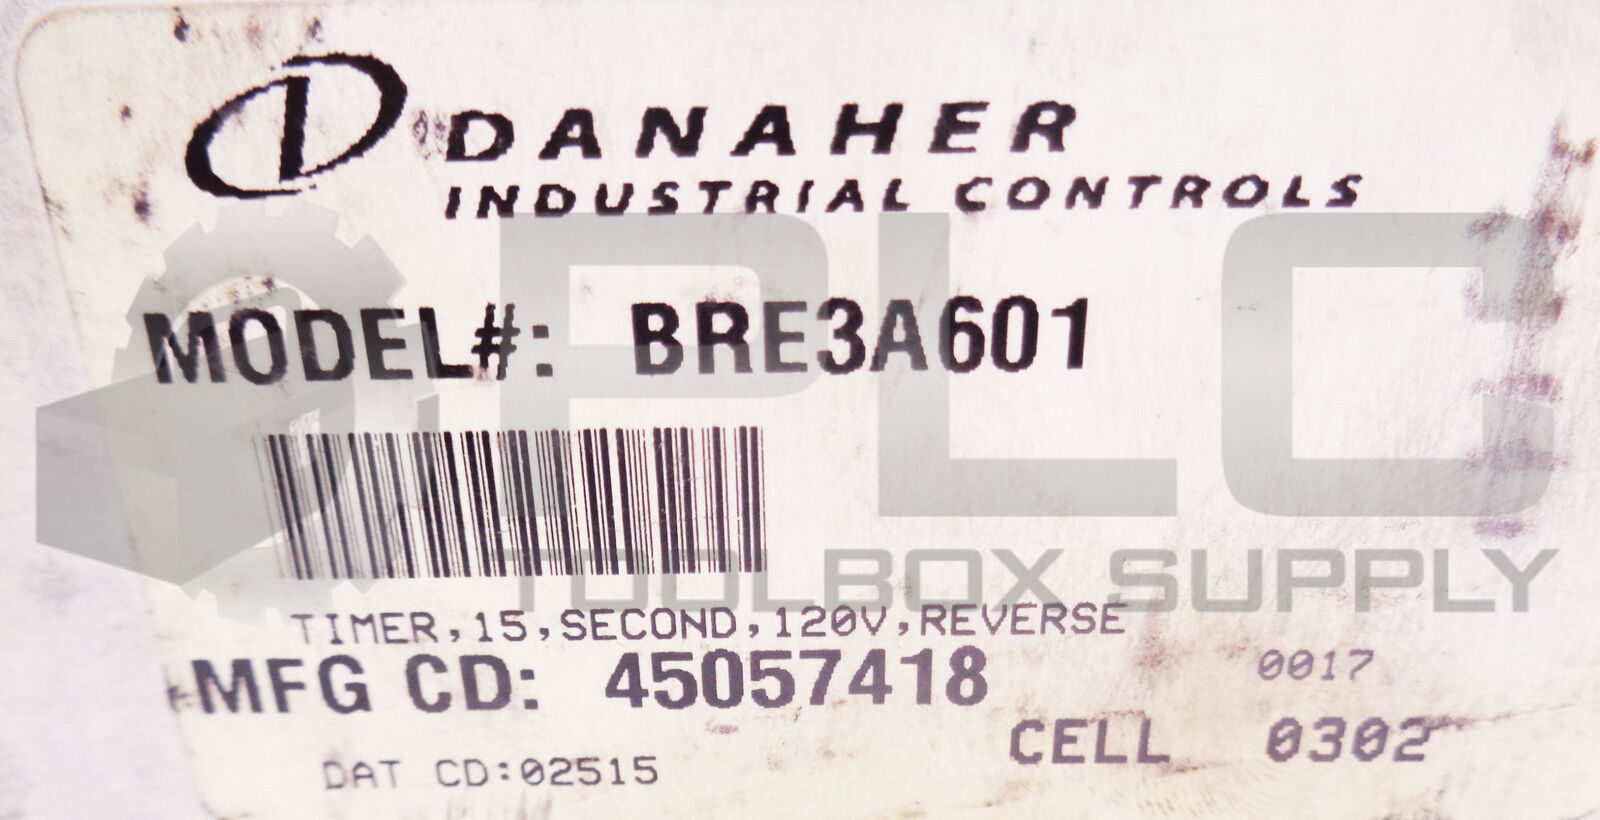 DANAHER
INDUSTRIAL CONTROLS
PLC
MODEL#: BRE3A601
TOOLBOX SUPPLY
TIMER,15,SECOND,120V,REVERSE
MFG CD: 45057418
0017
CELL 0302
DAT CD:02515